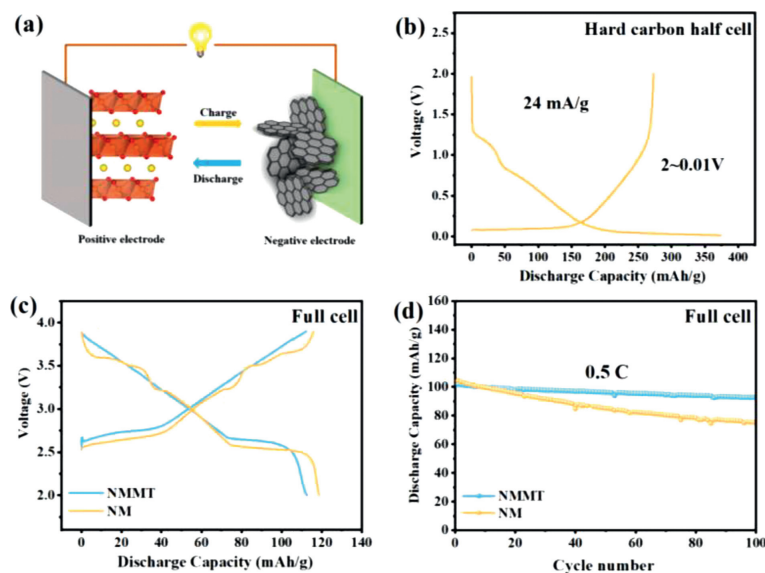 (a)
Charge
Discharge
Positive electrode
Negative electrode
(b)
Hard carbon half cell
24 mA/g
2~0.01V
Voltage (V)
2.0
1.5
1.0
0.5
0.0
0 50 100 150 200 250 300 350 400
Discharge Capacity (mAh/g)
(c)
Full cell
Voltage (V)
4.0
3.5
3.0
2.5
2.0
NMMT
NM
0 20 40 60 80 100 120 140
Discharge Capacity (mAh/g)
(d)
Full cell
0.5 C
Discharge Capacity (mAh/g)
160
140
120
100
80
60
40
20
0
NMMT
NM
0 20 40 60 80 100
Cycle number